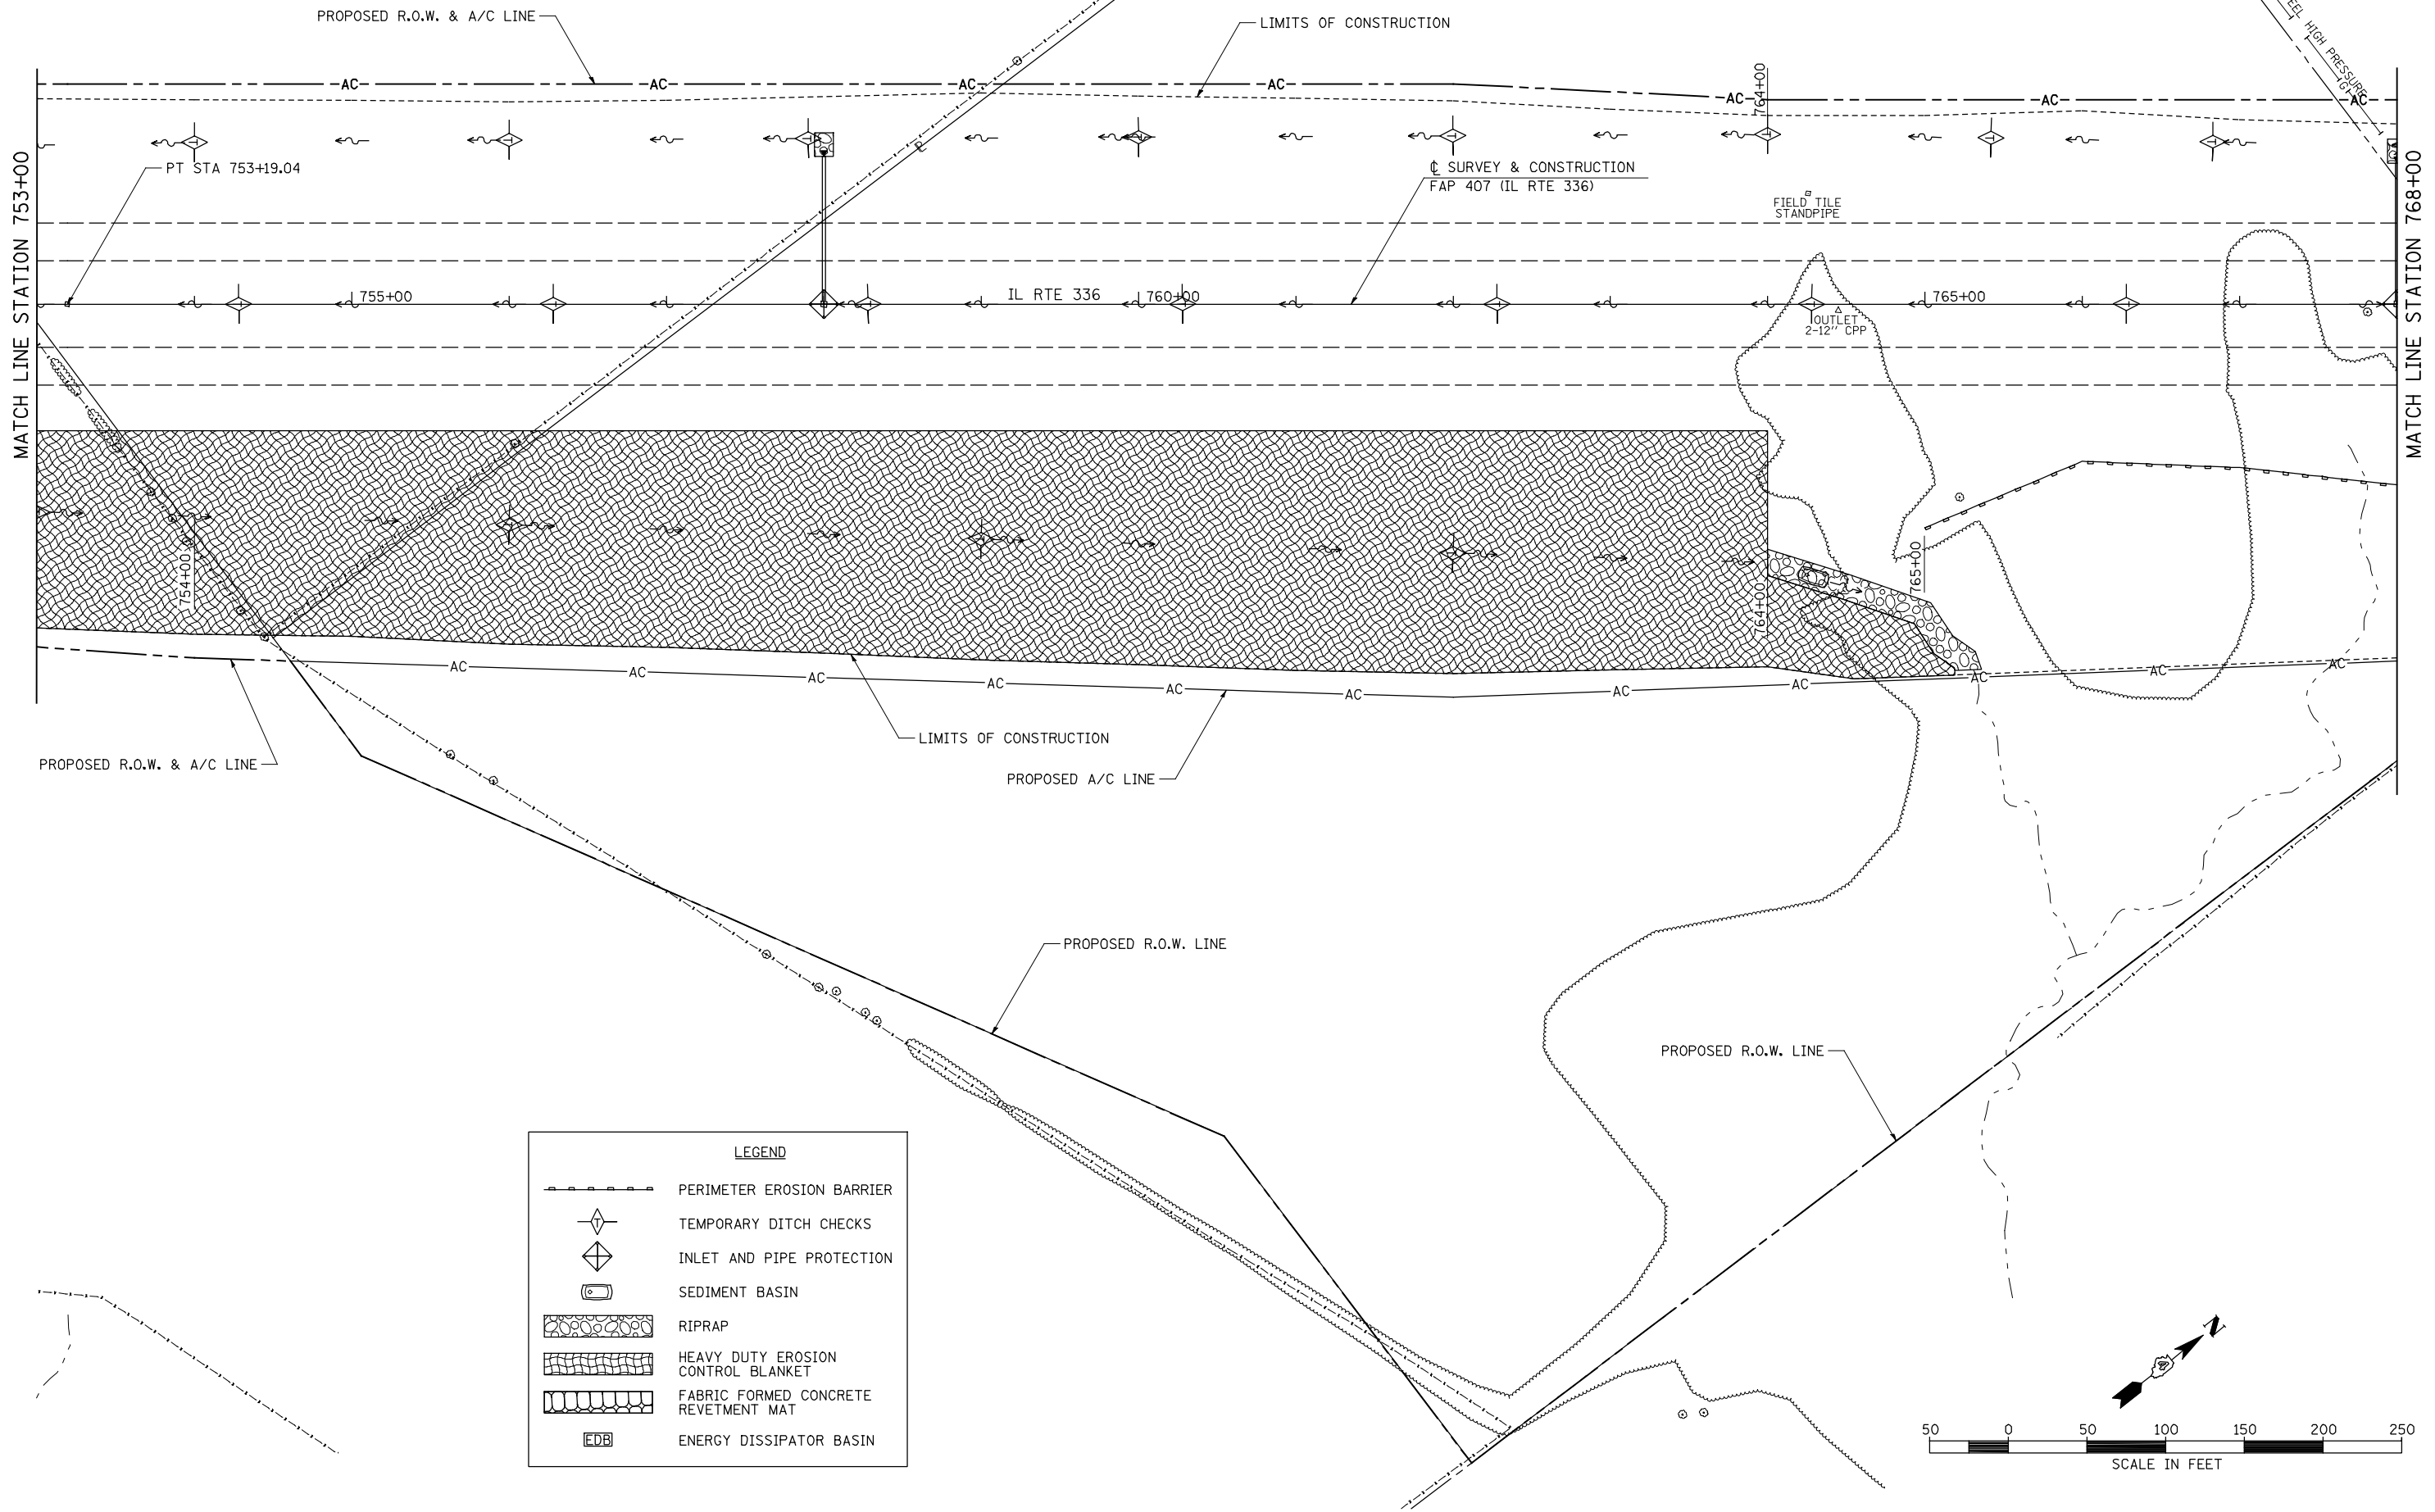 PROPOSED R.O.W. & A/C LINE
LIMITS OF CONSTRUCTION
EEL HIGH PRESSURE
G
AC
AC
AC
AC
AC
AC
AC
764+00
MATCH LINE STATION 753+00
PT STA 753+19.04
℄ SURVEY & CONSTRUCTION
FAP 407 (IL RTE 336)
FIELD TILE
STANDPIPE
MATCH LINE STATION 768+00
755+00
IL RTE 336
760+00
765+00
OUTLET
2-12'' CPP
754+00
764+00
765+00
AC
AC
AC
AC
AC
AC
AC
AC
AC
AC
AC
LIMITS OF CONSTRUCTION
PROPOSED R.O.W. & A/C LINE
PROPOSED A/C LINE
PROPOSED R.O.W. LINE
PROPOSED R.O.W. LINE
LEGEND
PERIMETER EROSION BARRIER
T
TEMPORARY DITCH CHECKS
INLET AND PIPE PROTECTION
SEDIMENT BASIN
RIPRAP
HEAVY DUTY EROSION
CONTROL BLANKET
FABRIC FORMED CONCRETE
REVETMENT MAT
EDB
ENERGY DISSIPATOR BASIN
N
50 0 50 100 150 200 250
SCALE IN FEET